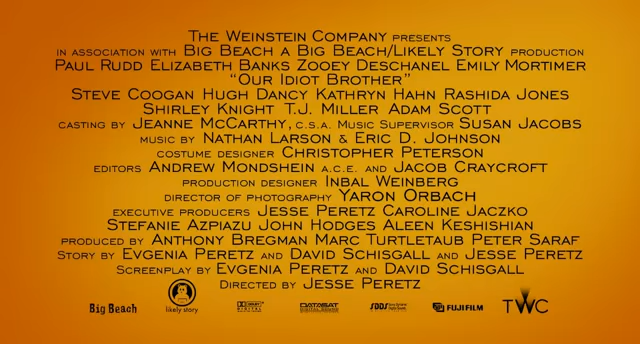 THE WEINSTEIN COMPANY PRESENTS
IN ASSOCIATION WITH BIG BEACH A BIG BEACH/LIKELY STORY PRODUCTION
PAUL RUDD ELIZABETH BANKS ZOOEY DESCHANEL EMILY MORTIMER
"OUR IDIOT BROTHER"
STEVE COOGAN HUGH DANCY KATHRYN HAHN RASHIDA JONES
SHIRLEY KNIGHT T.J. MILLER ADAM SCOTT
CASTING BY JEANNE MCCARTHY, C.S.A. MUSIC SUPERVISOR SUSAN JACOBS
MUSIC BY NATHAN LARSON & ERIC D. JOHNSON
COSTUME DESIGNER CHRISTOPHER PETERSON
EDITORS ANDREW MONDSHEIN A.C.E. AND JACOB CRAYCROFT
PRODUCTION DESIGNER INBAL WEINBERG
DIRECTOR OF PHOTOGRAPHY YARON ORBACH
EXECUTIVE PRODUCERS JESSE PERETZ CAROLINE JACZKO
STEFANIE AZPIAZU JOHN HODGES ALEEN KESHISHIAN
PRODUCED BY ANTHONY BREGMAN MARC TURTLETAUB PETER SARAF
STORY BY EVGENIA PERETZ AND DAVID SCHISGALL AND JESSE PERETZ
SCREENPLAY BY EVGENIA PERETZ AND DAVID SCHISGALL
DIRECTED BY JESSE PERETZ
Big Beach likely story DOLBY DIGITAL DATASAT SDDS FUJIFILM TWC